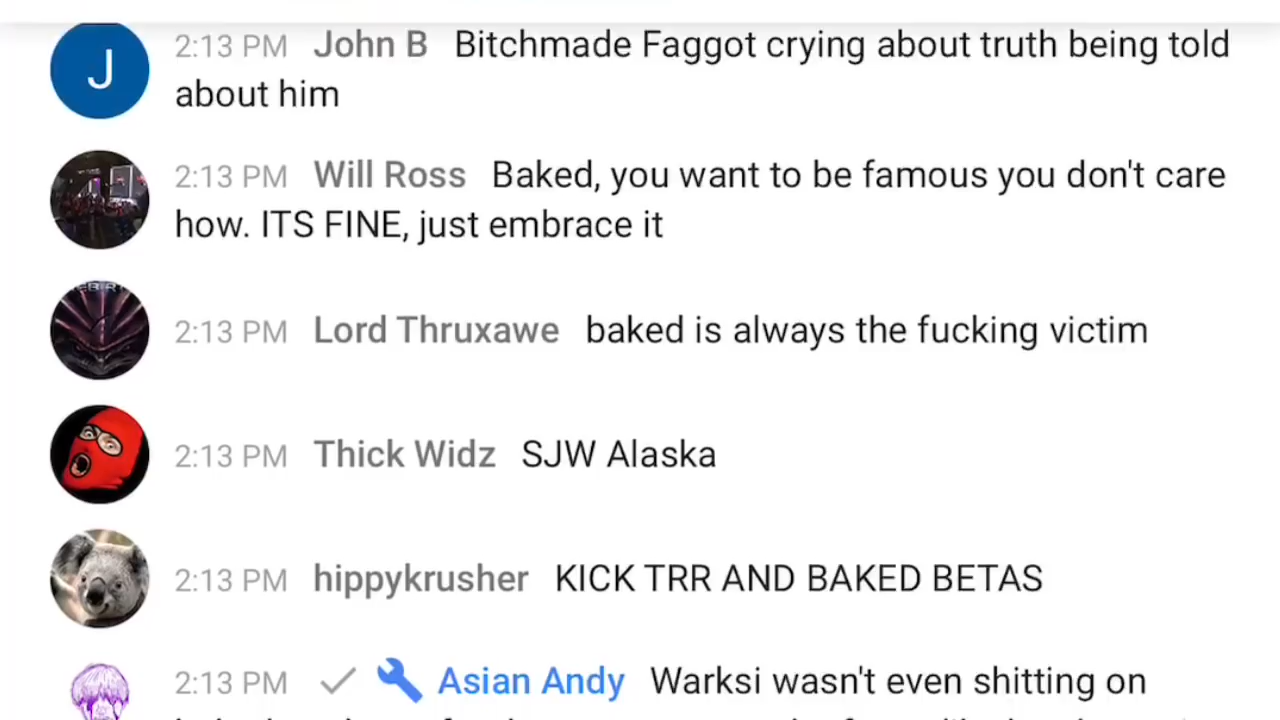 J
2:13 PM John B Bitchmade Faggot crying about truth being told
about him
2:13 PM Will Ross Baked, you want to be famous you don't care
how. ITS FINE, just embrace it
2:13 PM Lord Thruxawe baked is always the fucking victim
2:13 PM Thick Widz SJW Alaska
2:13 PM hippykrusher KICK TRR AND BAKED BETAS
2:13 PM Asian Andy Warksi wasn't even shitting on